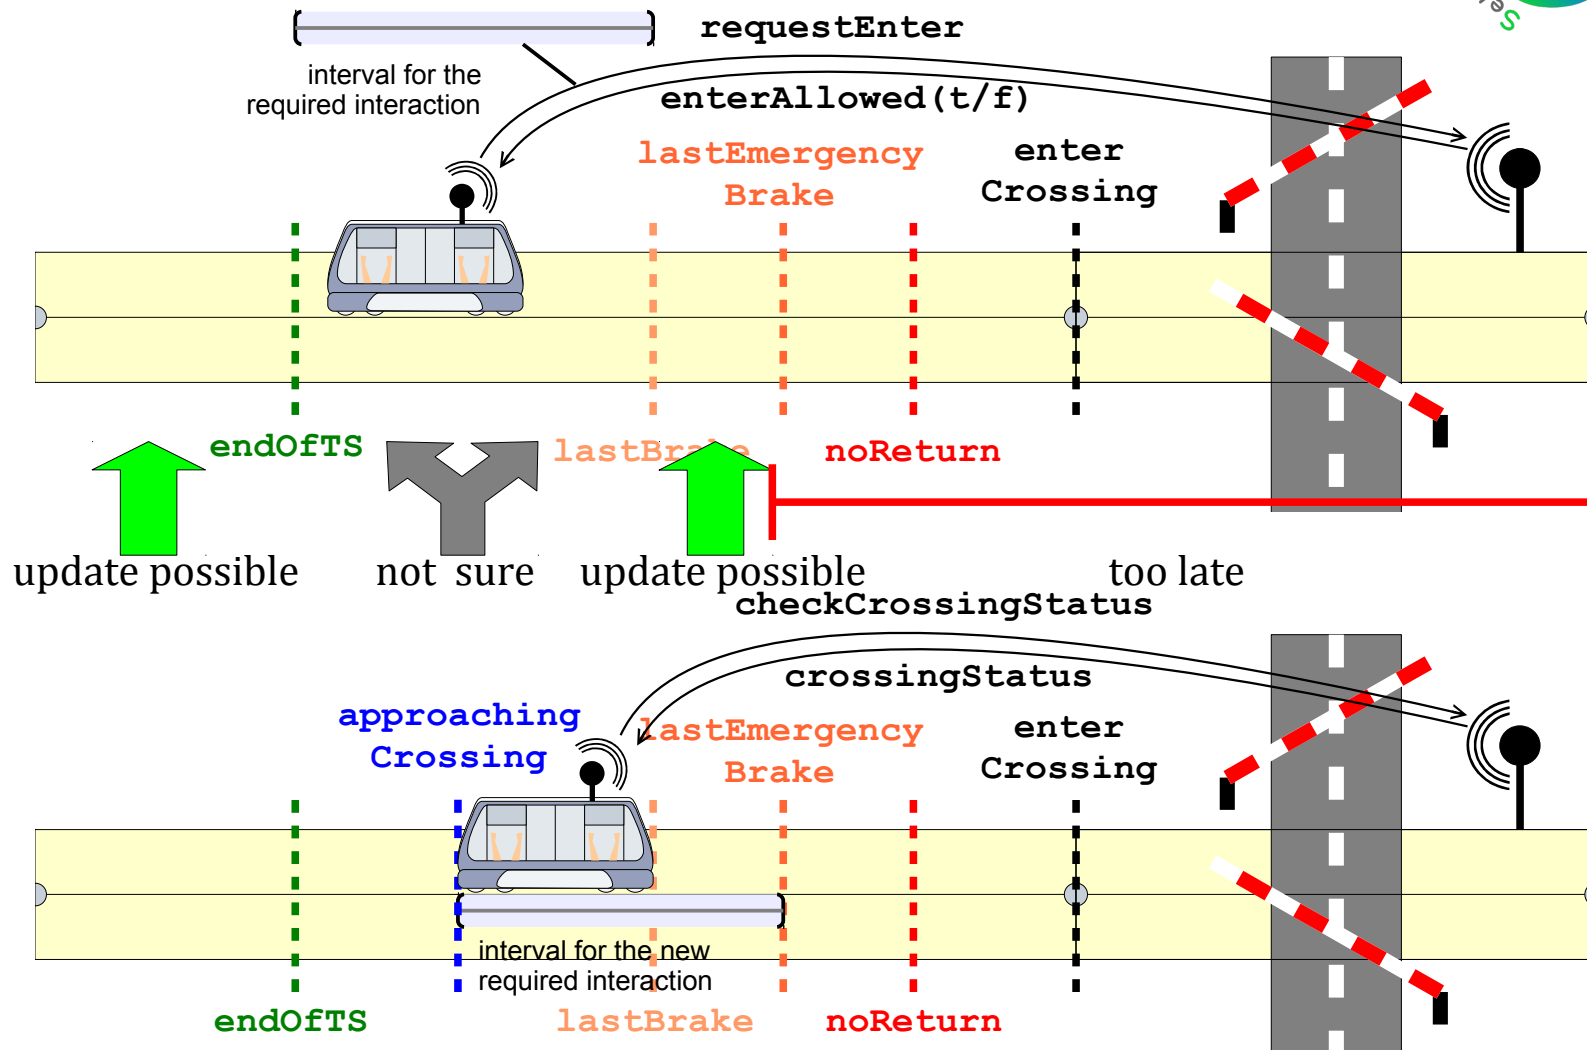 Sel
requestEnter
interval for the
required interaction
enterAllowed(t/f)
lastEmergency
Brake
enter
Crossing
endOfTS
lastBrake
noReturn
update possible
not sure
update possible
too late
checkCrossingStatus
crossingStatus
approaching
Crossing
lastEmergency
Brake
enter
Crossing
interval for the new
required interaction
endOfTS
lastBrake
noReturn